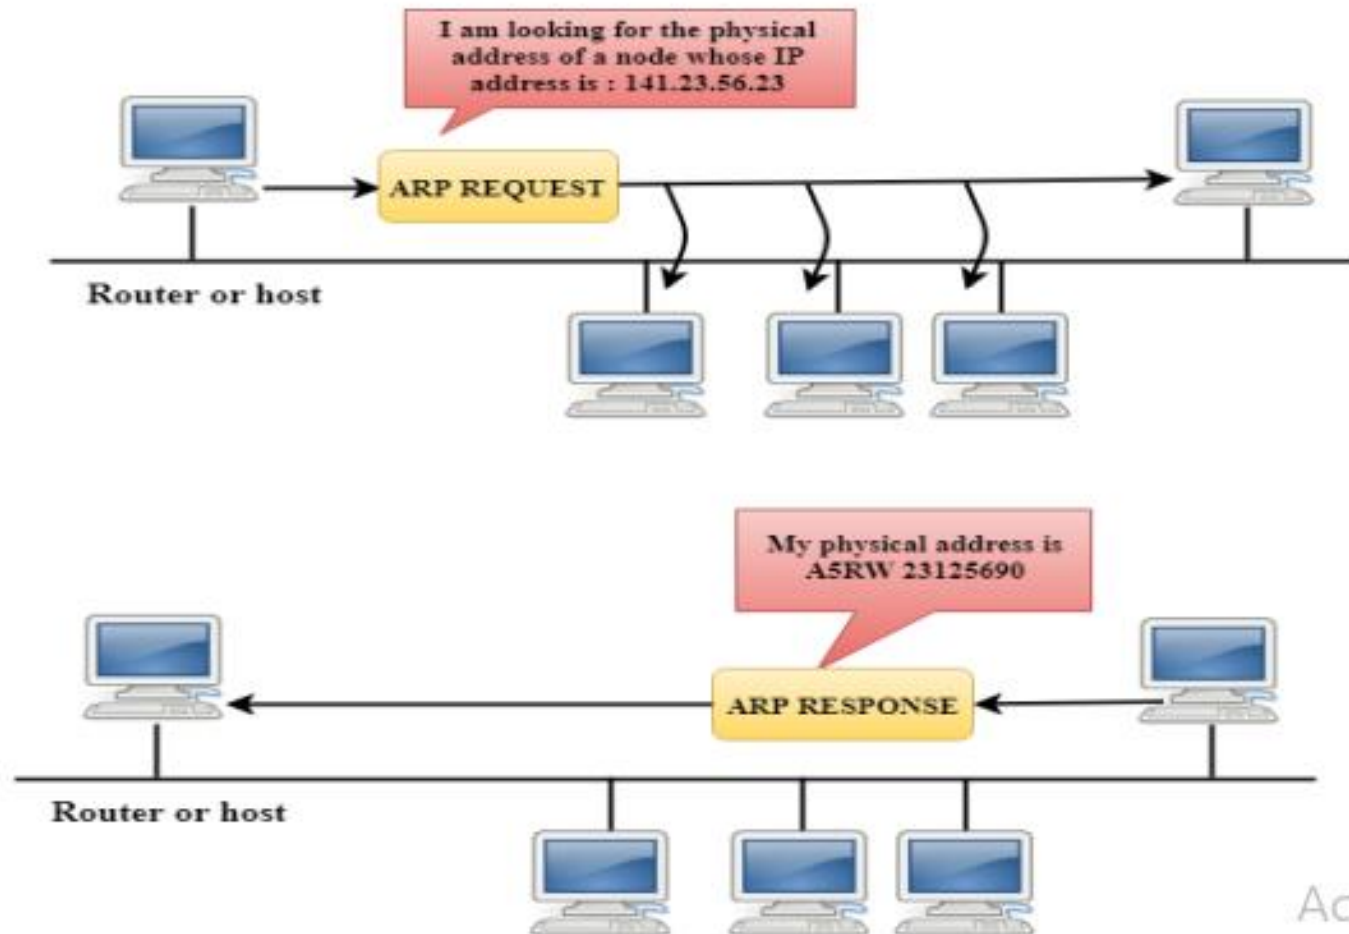 I am looking for the physical
address of a node whose IP
address is : 141.23.56.23
ARP REQUEST
Router or host
My physical address is
A5RW 23125690
ARP RESPONSE
Router or host
Ac